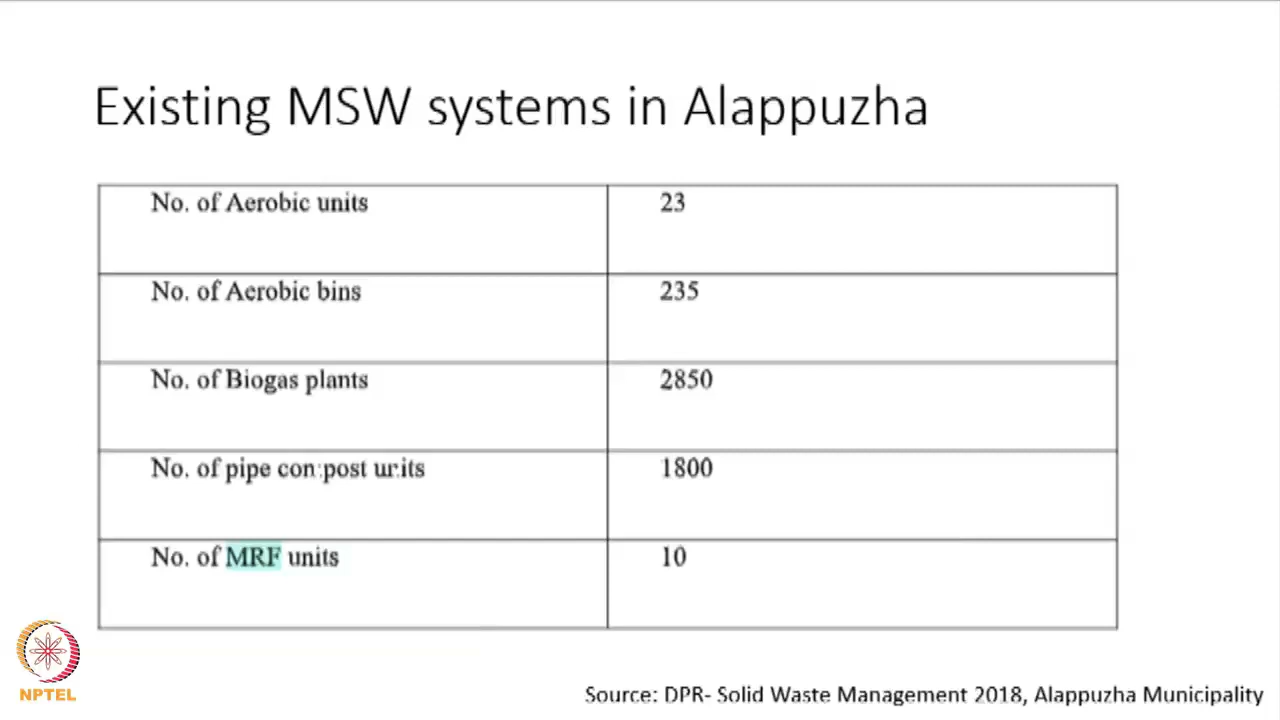 Existing MSW systems in Alappuzha
No. of Aerobic units 23
No. of Aerobic bins 235
No. of Biogas plants 2850
No. of pipe compost units 1800
No. of MRF units 10
NPTEL
Source: DPR- Solid Waste Management 2018, Alappuzha Municipality